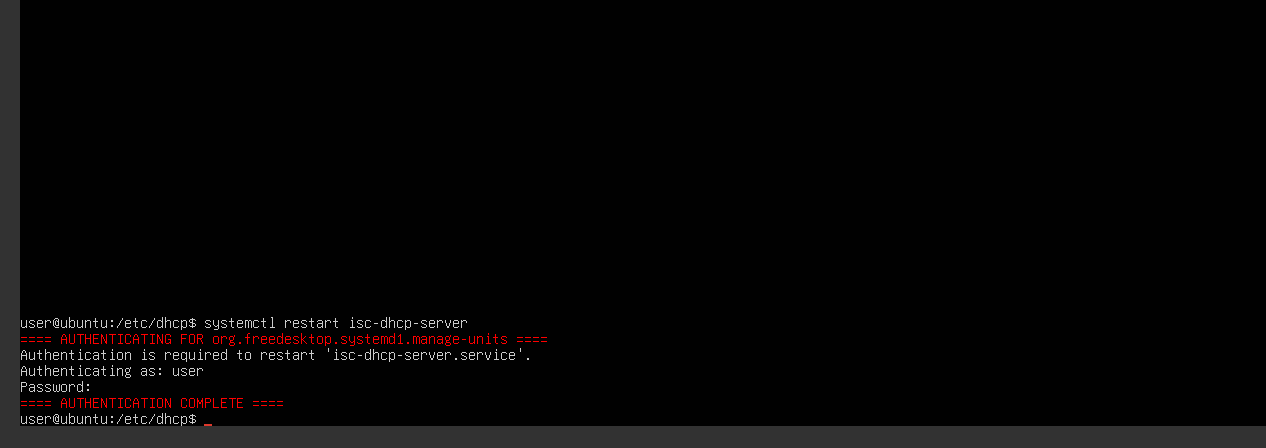 user@ubuntu:/etc/dhcp$ systemctl restart isc-dhcp-server
==== AUTHENTICATING FOR org.freedesktop.systemd1.manage-units ====
Authentication is required to restart 'isc-dhcp-server.service'.
Authenticating as: user
Password:
==== AUTHENTICATION COMPLETE ====
user@ubuntu:/etc/dhcp$ _